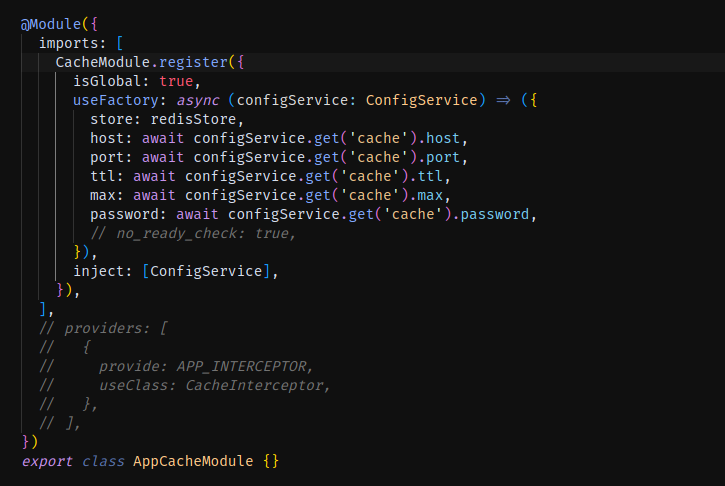 @Module({
  imports: [
    CacheModule.register({
      isGlobal: true,
      useFactory: async (configService: ConfigService) => ({
        store: redisStore,
        host: await configService.get('cache').host,
        port: await configService.get('cache').port,
        ttl: await configService.get('cache').ttl,
        max: await configService.get('cache').max,
        password: await configService.get('cache').password,
        // no_ready_check: true,
      }),
      inject: [ConfigService],
    }),
  ],
  // providers: [
  //   {
  //     provide: APP_INTERCEPTOR,
  //     useClass: CacheInterceptor,
  //   },
  // ],
})
export class AppCacheModule {}